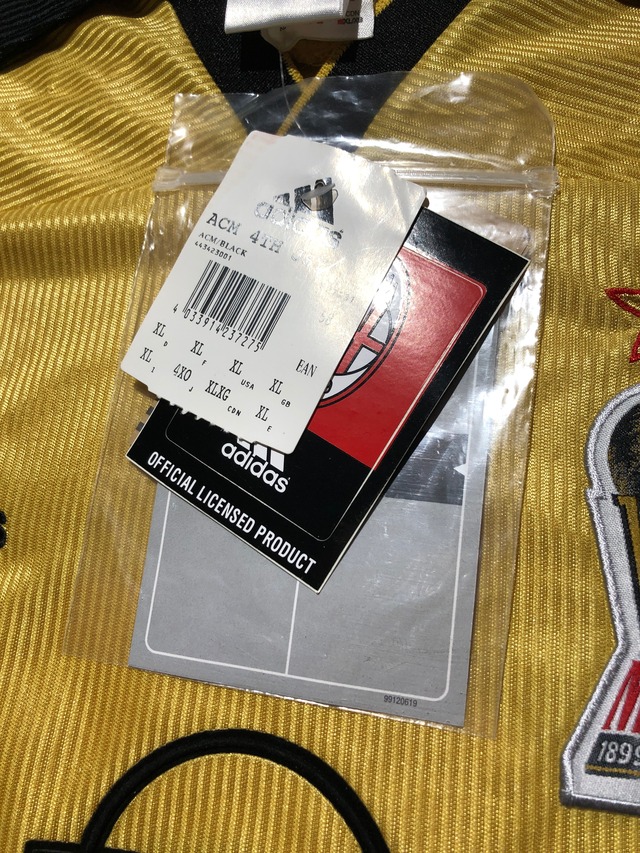 ACM 4TH
ACM/BLACK
443423001
4 033914 237275
EAN
XL D
XL F
XL USA
XL GB
XL I
4XO J
XLXG CDN
XL E
adidas
OFFICIAL LICENSED PRODUCT
99120619
M
1899